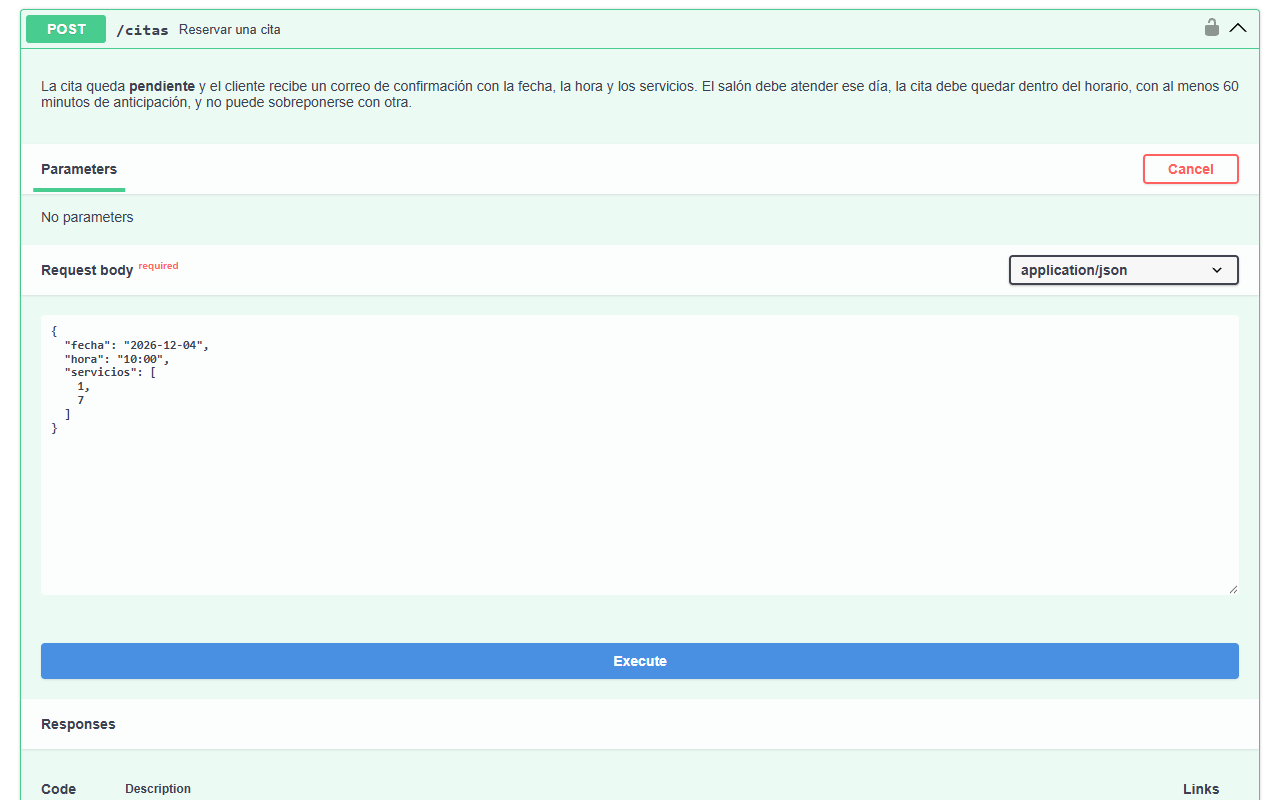 POST /citas Reservar una cita
La cita queda pendiente y el cliente recibe un correo de confirmación con la fecha, la hora y los servicios. El salón debe atender ese día, la cita debe quedar dentro del horario, con al menos 60
minutos de anticipación, y no puede sobreponerse con otra.
Parameters
Cancel
No parameters
Request body required
application/json
{
  "fecha": "2026-12-04",
  "hora": "10:00",
  "servicios": [
    1,
    7
  ]
}
Execute
Responses
Code Description Links